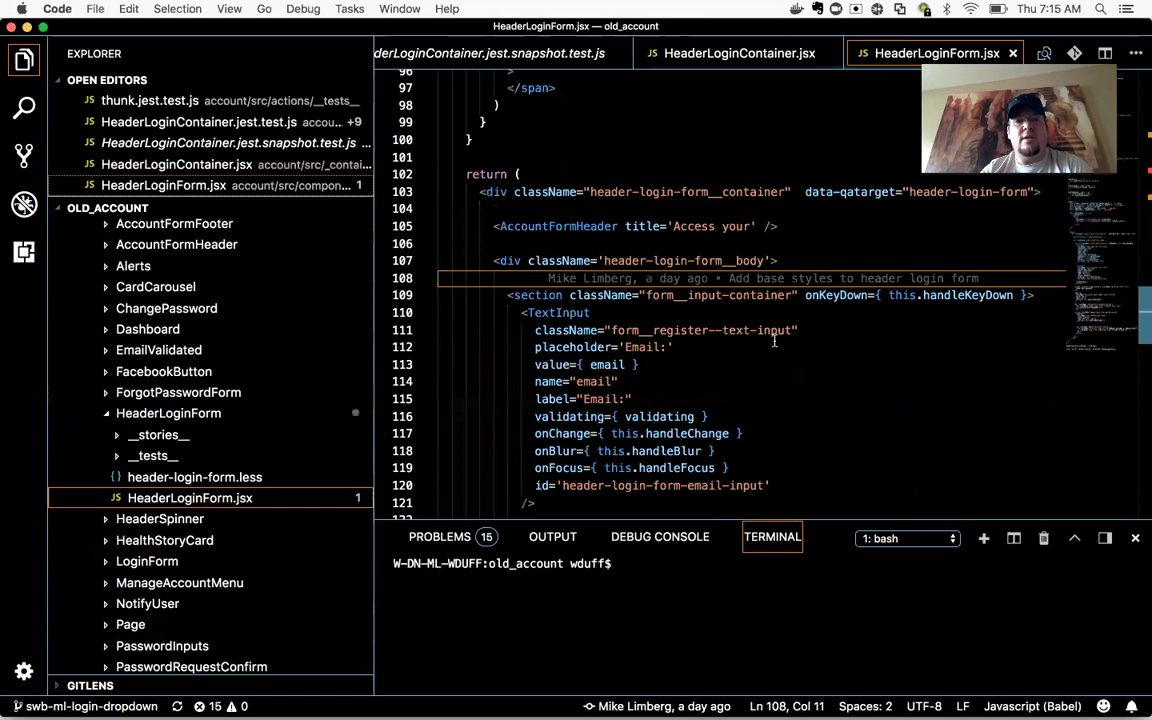 Code File Edit Selection View Go Debug Tasks Window Help Thu 7:15 AM
HeaderLoginForm.jsx — old_account
EXPLORER
derLoginContainer.jest.snapshot.test.js JS HeaderLoginContainer.jsx JS HeaderLoginForm.jsx
OPEN EDITORS
JS thunk.jest.test.js account/src/actions/__tests_
JS HeaderLoginContainer.jest.test.js accou... +9
JS HeaderLoginContainer.jest.snapshot.test.js ...
JS HeaderLoginContainer.jsx account/src/_contai...
JS HeaderLoginForm.jsx account/src/compon... 1
OLD_ACCOUNT
AccountFormFooter
AccountFormHeader
Alerts
CardCarousel
ChangePassword
Dashboard
EmailValidated
FacebookButton
ForgotPasswordForm
HeaderLoginForm
__stories__
__tests__
{} header-login-form.less
JS HeaderLoginForm.jsx 1
HeaderSpinner
HealthStoryCard
LoginForm
ManageAccountMenu
NotifyUser
Page
PasswordInputs
PasswordRequestConfirm
GITLENS
96 >
97 </span>
98 )
99 }
100 }
101
102 return (
103 <div className="header-login-form__container" data-qatarget="header-login-form">
104
105 <AccountFormHeader title='Access your' />
106
107 <div className='header-login-form__body'>
108 Mike Limberg, a day ago • Add base styles to header login form
109 <section className="form__input-container" onKeyDown={ this.handleKeyDown }>
110 <TextInput
111 className="form__register--text-input"
112 placeholder='Email:'
113 value={ email }
114 name="email"
115 label="Email:"
116 validating={ validating }
117 onChange={ this.handleChange }
118 onBlur={ this.handleBlur }
119 onFocus={ this.handleFocus }
120 id='header-login-form-email-input'
121 />
PROBLEMS 15 OUTPUT DEBUG CONSOLE TERMINAL 1: bash
W-DN-ML-WDUFF:old_account wduff$
swb-ml-login-dropdown 15 0 Mike Limberg, a day ago Ln 108, Col 11 Spaces: 2 UTF-8 LF Javascript (Babel)